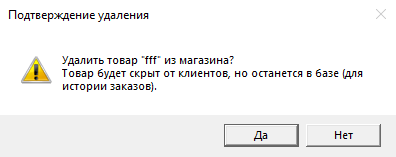 Подтверждение удаления
Удалить товар "fff" из магазина?
Товар будет скрыт от клиентов, но останется в базе (для
истории заказов).
Да
Нет